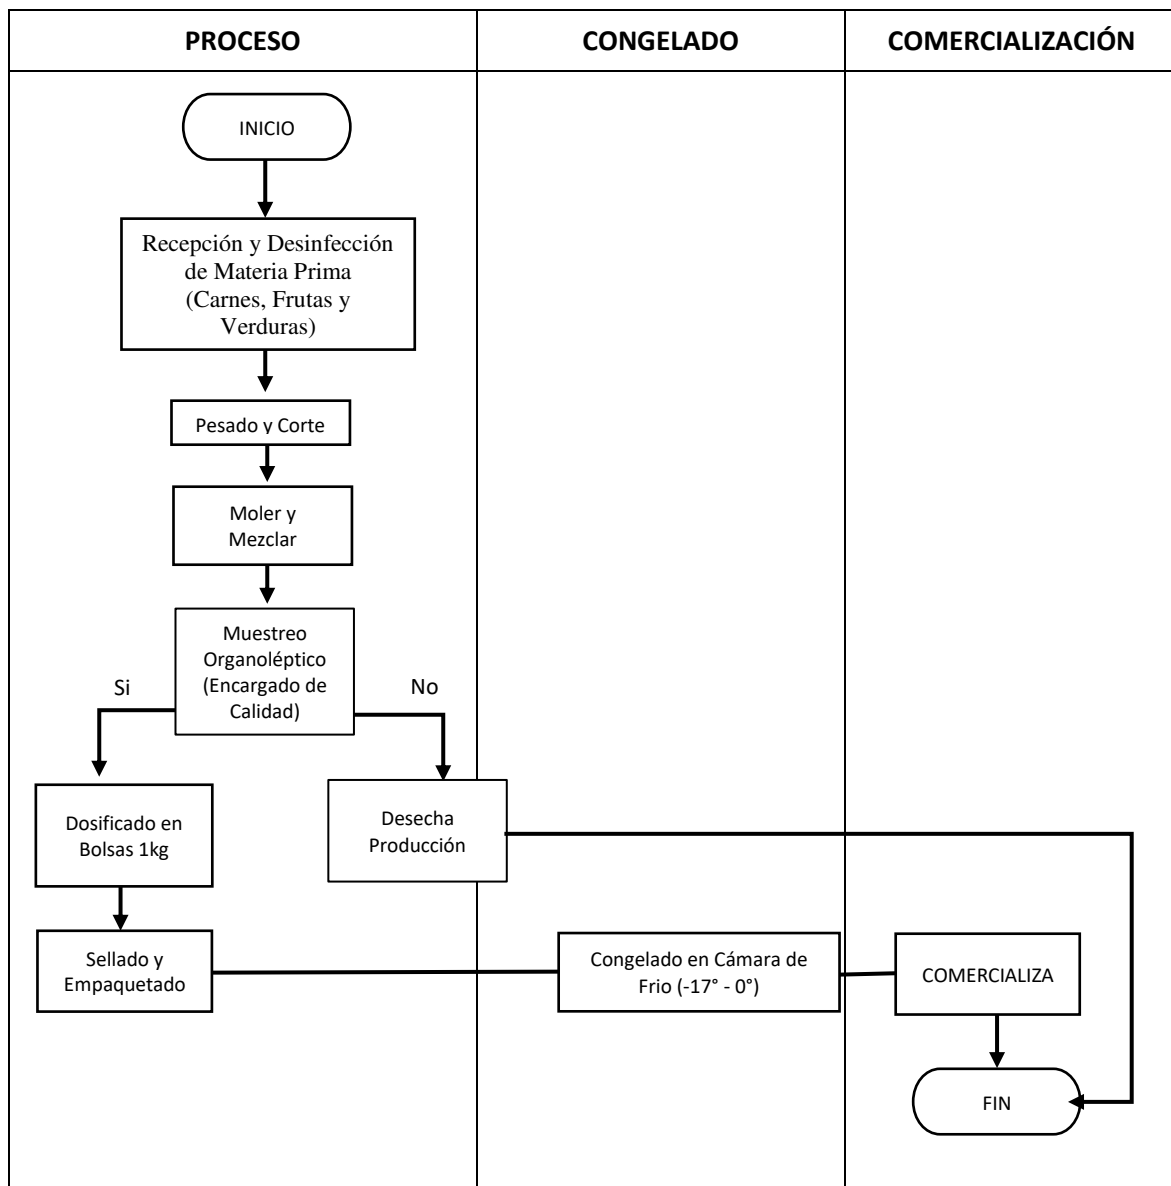 PROCESO
CONGELADO
COMERCIALIZACIÓN
INICIO
Recepción y Desinfección
de Materia Prima
(Carnes, Frutas y
Verduras)
Pesado y Corte
Moler y
Mezclar
Muestreo
Organoléptico
(Encargado de
Calidad)
Si
No
Dosificado en
Bolsas 1kg
Desecha
Producción
Sellado y
Empaquetado
Congelado en Cámara de
Frio (-17° - 0°)
COMERCIALIZA
FIN